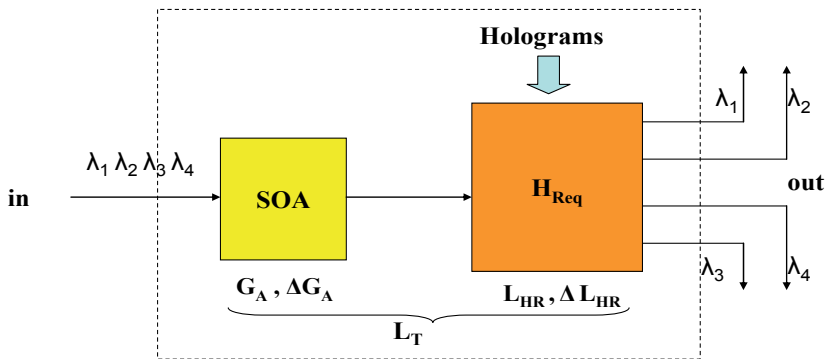 Holograms
λ1
λ2
λ1 λ2 λ3 λ4
in
SOA
HReq
out
λ3
λ4
GA , ΔGA
LHR , Δ LHR
LT